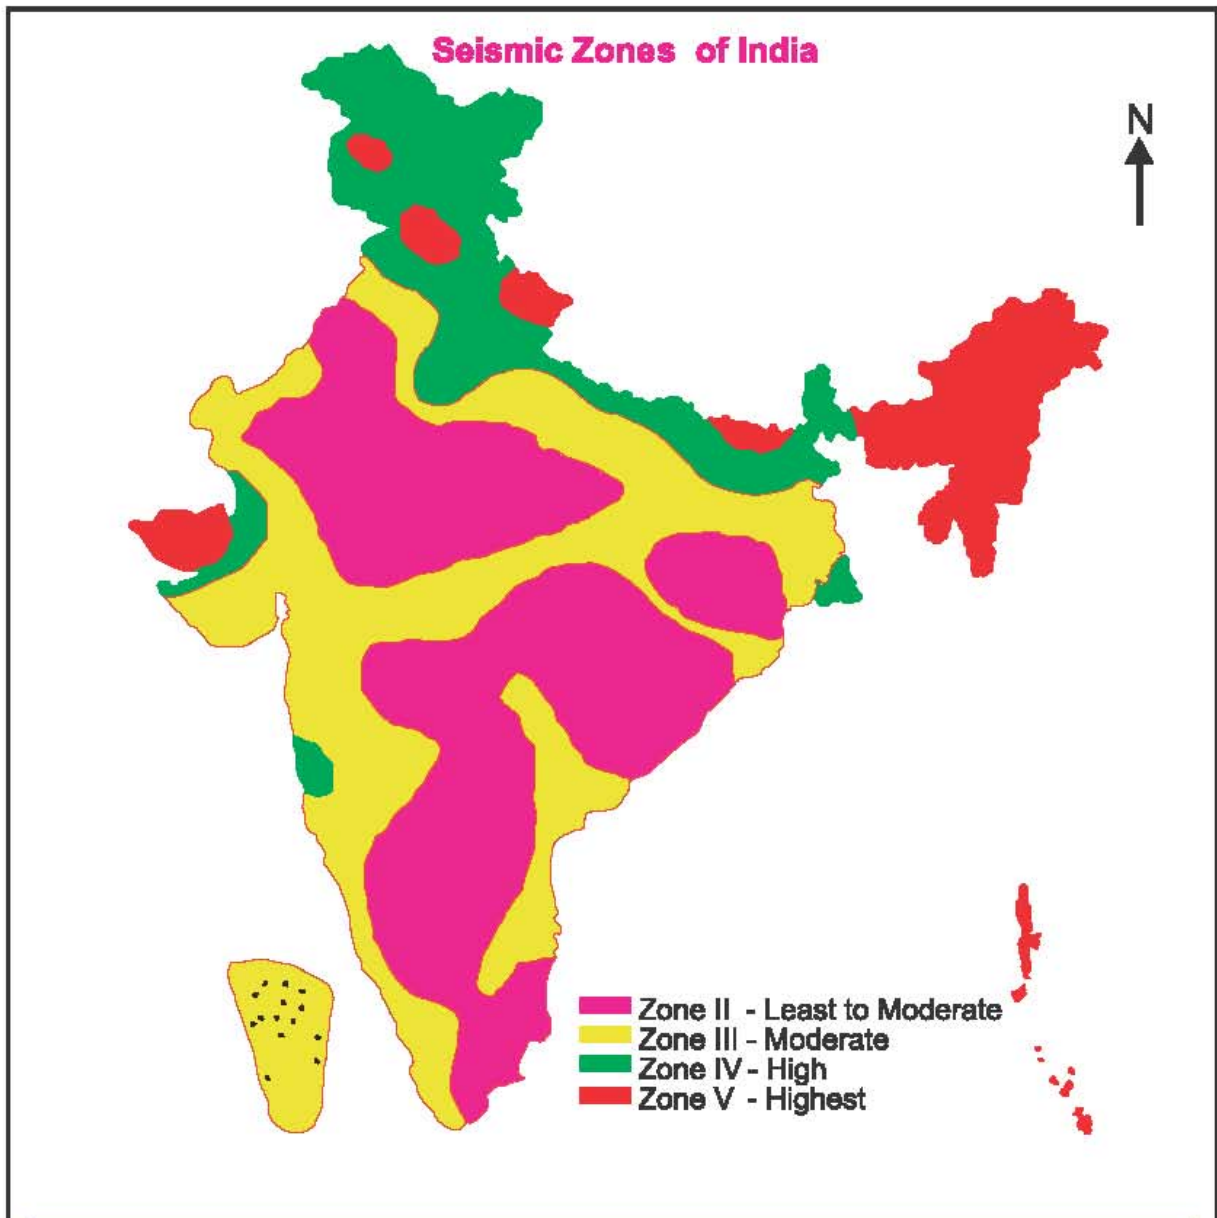 Seismic Zones of India
N
Zone II - Least to Moderate
Zone III - Moderate
Zone IV - High
Zone V - Highest